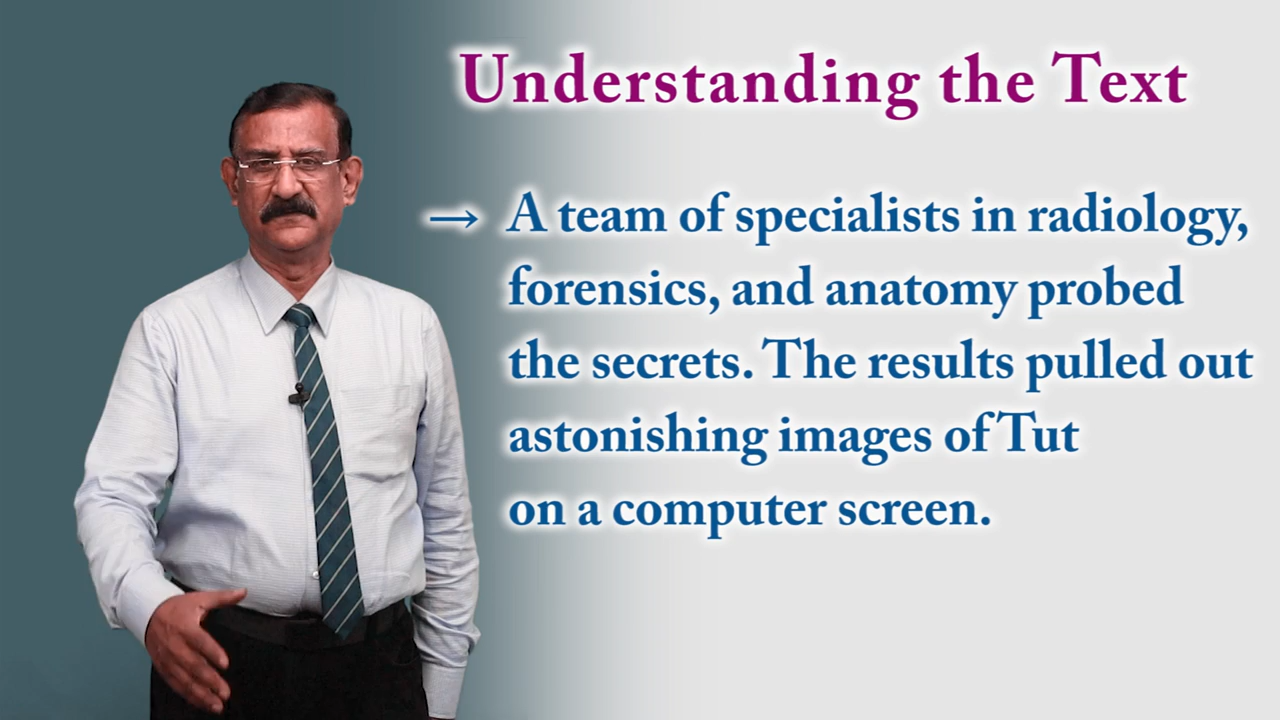 Understanding the Text
→ A team of specialists in radiology,
forensics, and anatomy probed
the secrets. The results pulled out
astonishing images of Tut
on a computer screen.